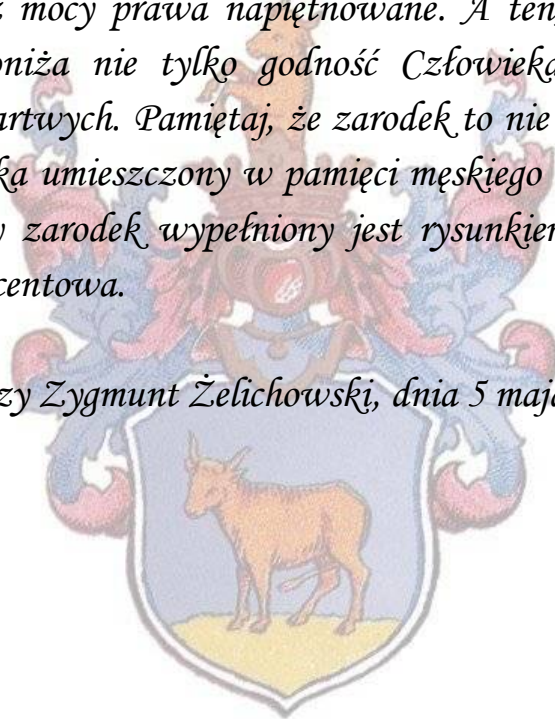 mocy prawa napiętnowane. A ten,
oniża nie tylko godność Człowieka
artwych. Pamiętaj, że zarodek to nie
ka umieszczony w pamięci męskiego
zarodek wypełniony jest rysunkiem
centowa.
zy Zygmunt Żelichowski, dnia 5 maja